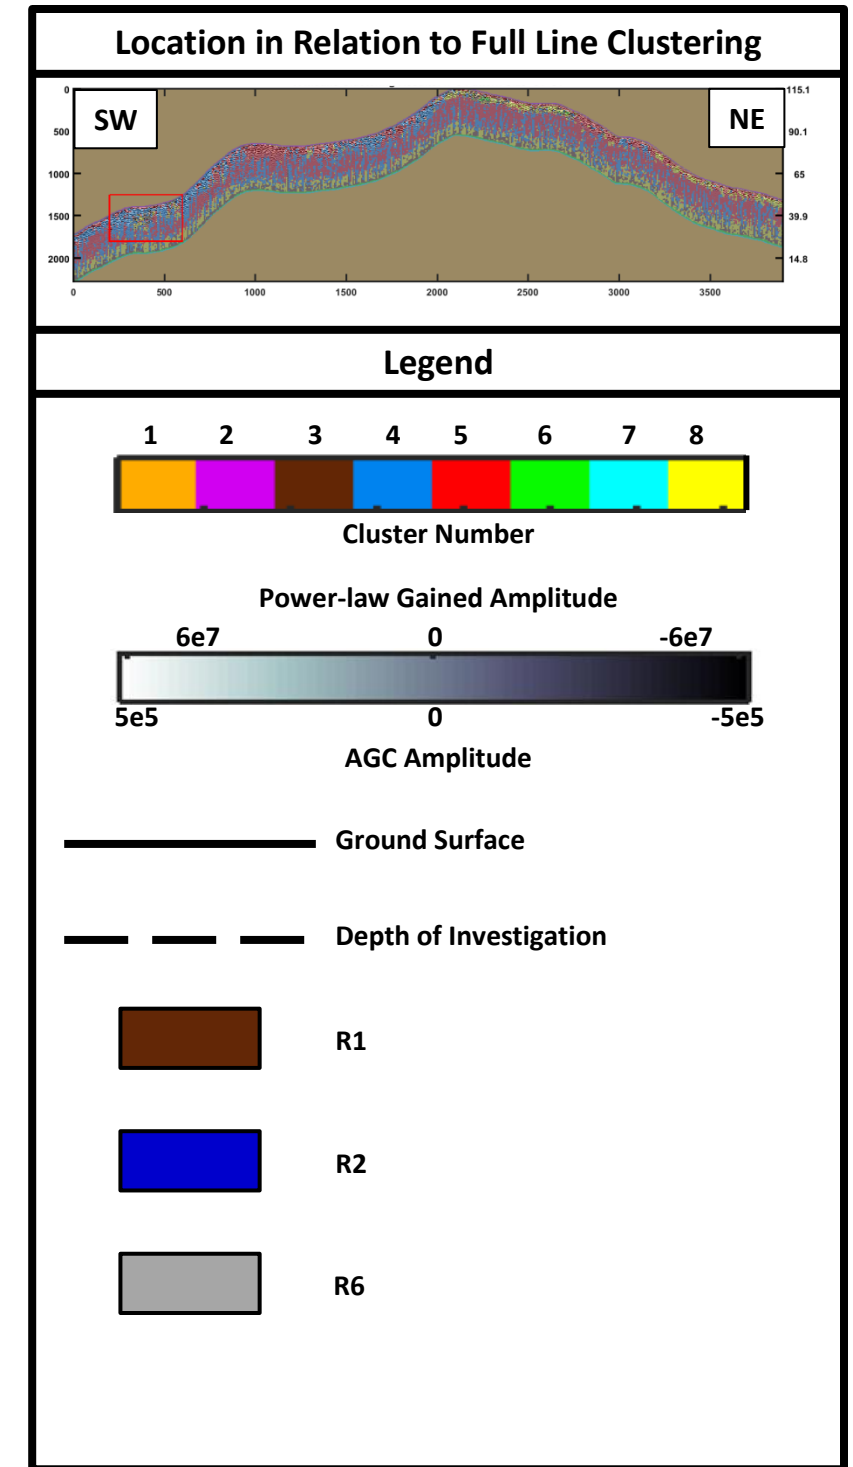 Location in Relation to Full Line Clustering
0 115.1
SW NE
500 90.1
1000 65
1500 39.9
2000 14.8
0 500 1000 1500 2000 2500 3000 3500
Legend
1 2 3 4 5 6 7 8
Cluster Number
Power-law Gained Amplitude
6e7 0 -6e7
5e5 0 -5e5
AGC Amplitude
Ground Surface
Depth of Investigation
R1
R2
R6